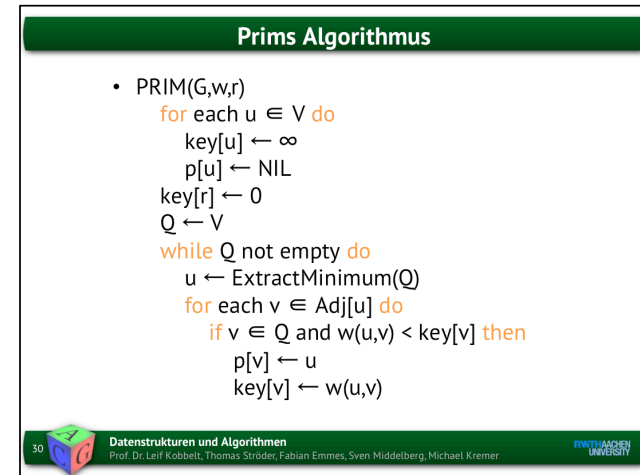 Prims Algorithmus
• PRIM(G,w,r)
for each u ∈ V do
key[u] ← ∞
p[u] ← NIL
key[r] ← 0
Q ← V
while Q not empty do
u ← ExtractMinimum(Q)
for each v ∈ Adj[u] do
if v ∈ Q and w(u,v) < key[v] then
p[v] ← u
key[v] ← w(u,v)
30
A
C G
Datenstrukturen und Algorithmen
Prof. Dr. Leif Kobbelt, Thomas Ströder, Fabian Emmes, Sven Middelberg, Michael Kremer
RWTHAACHEN
UNIVERSITY